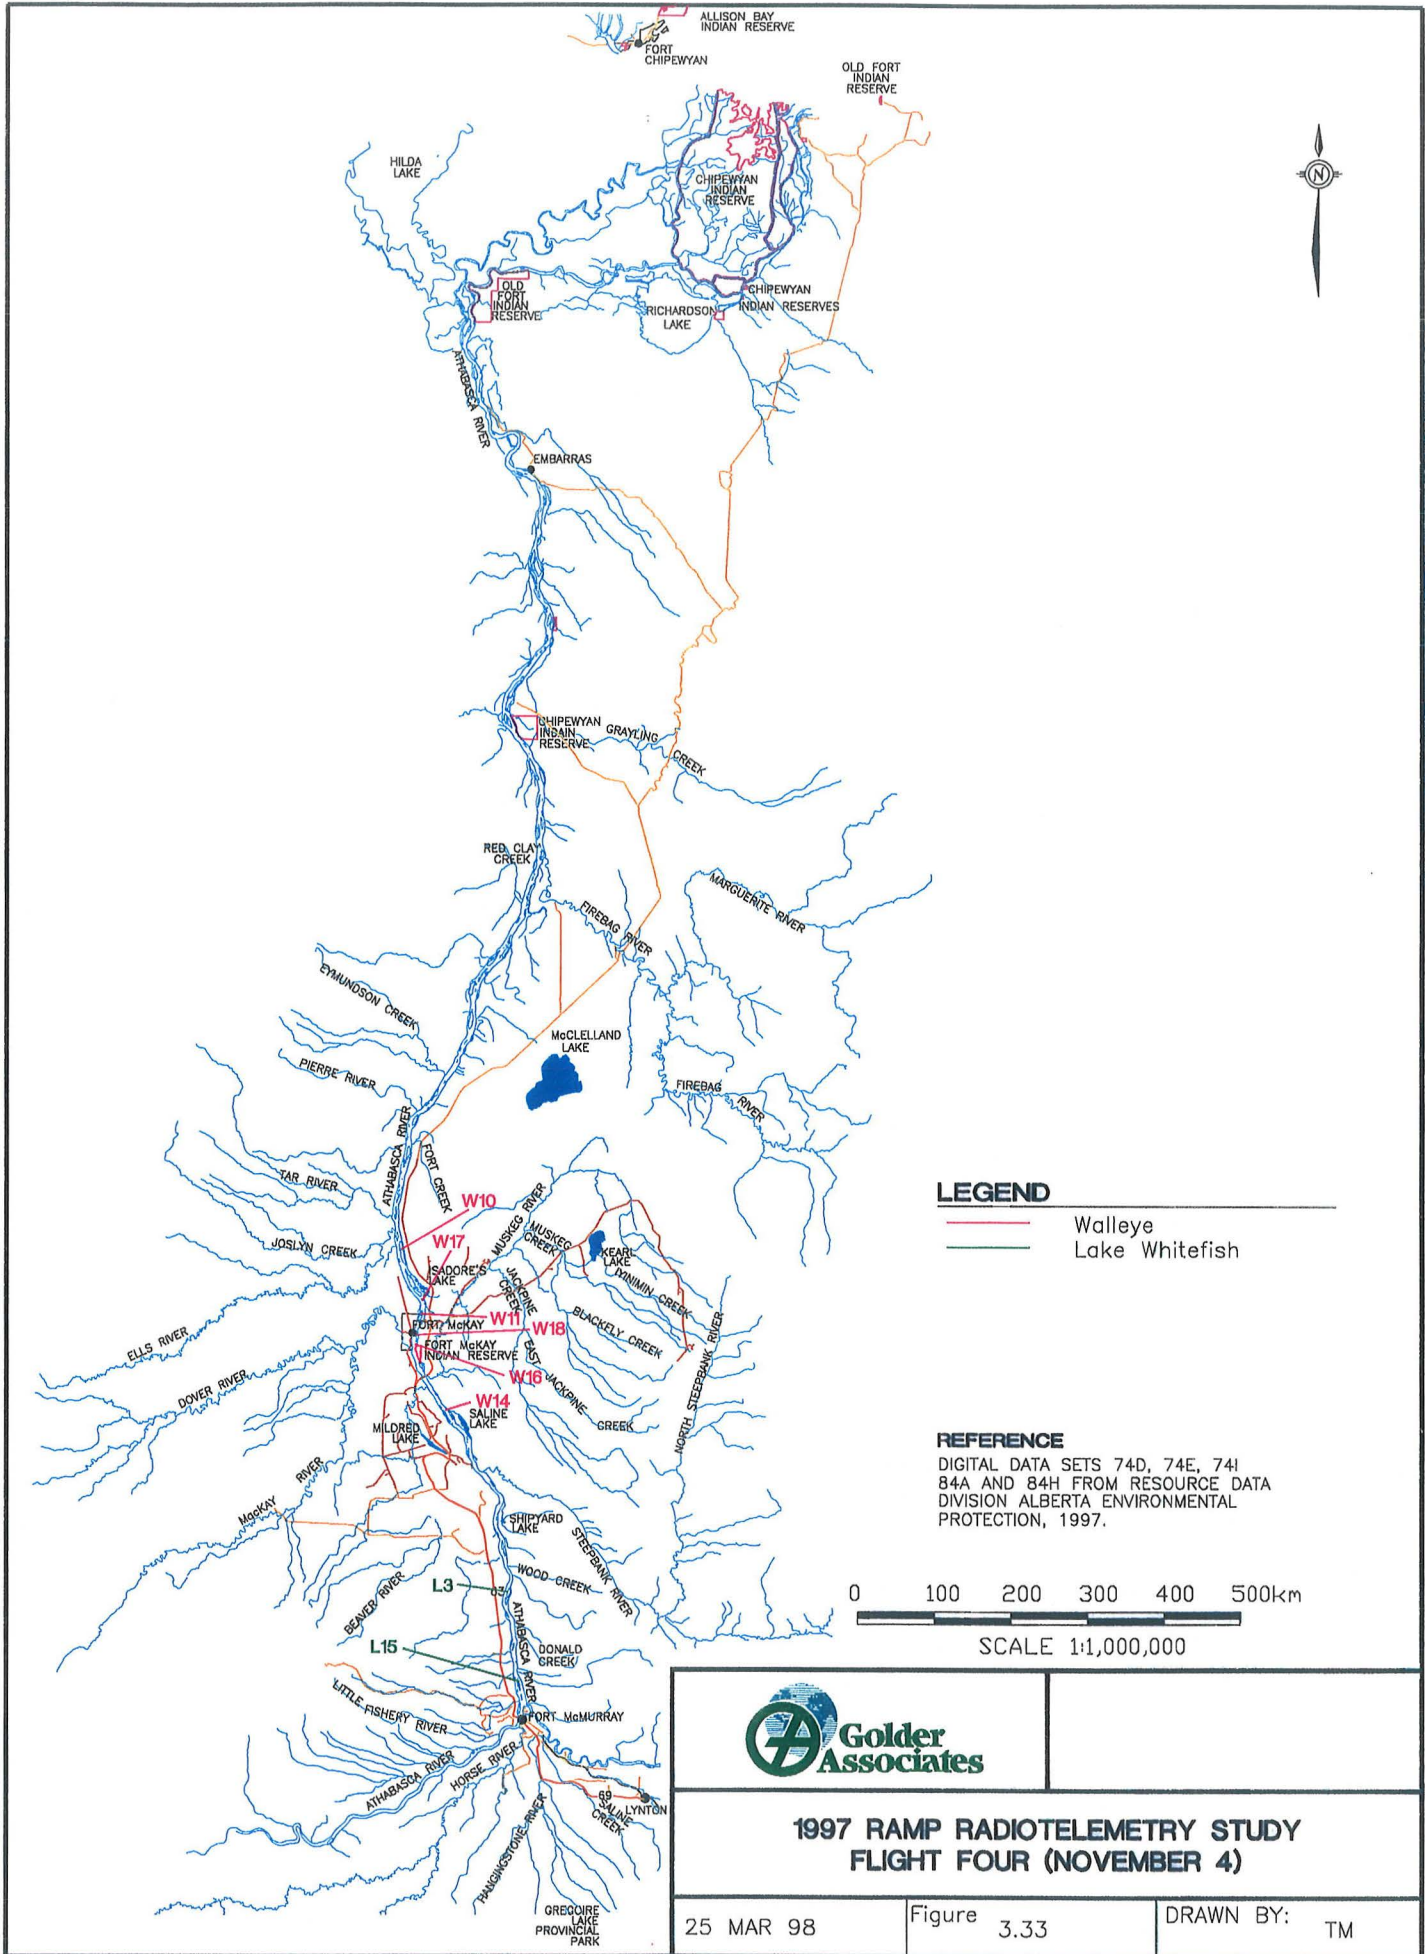 ALLISON BAY
INDIAN RESERVE
FORT
CHIPEWYAN
OLD FORT
INDIAN
RESERVE
HILDA
LAKE
N
CHIPEWYAN
INDIAN
RESERVE
OLD
FORT
INDIAN
RESERVE
CHIPEWYAN
INDIAN RESERVES
RICHARDSON
LAKE
ATHABASCA RIVER
EMBARRAS
CHIPEWYAN
INDAIN
RESERVE
GRAYLING CREEK
RED CLAY
CREEK
MARGUERITE RIVER
FIREBAG RIVER
EYMUNDSON CREEK
McCLELLAND
LAKE
PIERRE RIVER
FIREBAG RIVER
ATHABASCA RIVER
FORT CREEK
TAR RIVER
W10
MUSKEG RIVER
LEGEND
Walleye
Lake Whitefish
W17
MUSKEG
CREEK
JOSLYN CREEK
KEARL
LAKE
ISADORE'S
LAKE
JACKPINE
CREEK
IYINIMIN CREEK
W11
BLACKFLY CREEK
FORT McKAY
W18
ELLS RIVER
FORT McKAY
INDIAN RESERVE
EAST JACKPINE CREEK
W16
DOVER RIVER
NORTH STEEPBANK RIVER
W14
SALINE
LAKE
MILDRED
LAKE
REFERENCE
DIGITAL DATA SETS 74D, 74E, 74I
84A AND 84H FROM RESOURCE DATA
DIVISION ALBERTA ENVIRONMENTAL
PROTECTION, 1997.
MacKAY RIVER
SHIPYARD
LAKE
STEEPBANK RIVER
WOOD CREEK
L3
63
BEAVER RIVER
0 100 200 300 400 500km
SCALE 1:1,000,000
ATHABASCA RIVER
L15
DONALD
CREEK
LITTLE FISHERY RIVER
FORT McMURRAY
ATHABASCA RIVER
HORSE RIVER
69
SALINE
CREEK
LYNTON
HANGINGSTONE RIVER
GREGOIRE
LAKE
PROVINCIAL
PARK
Golder
Associates
1997 RAMP RADIOTELEMETRY STUDY
FLIGHT FOUR (NOVEMBER 4)
25 MAR 98
Figure 3.33
DRAWN BY: TM